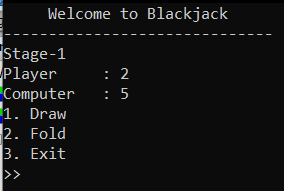 Welcome to Blackjack
------------------------------
Stage-1
Player     : 2
Computer   : 5
1. Draw
2. Fold
3. Exit
>>